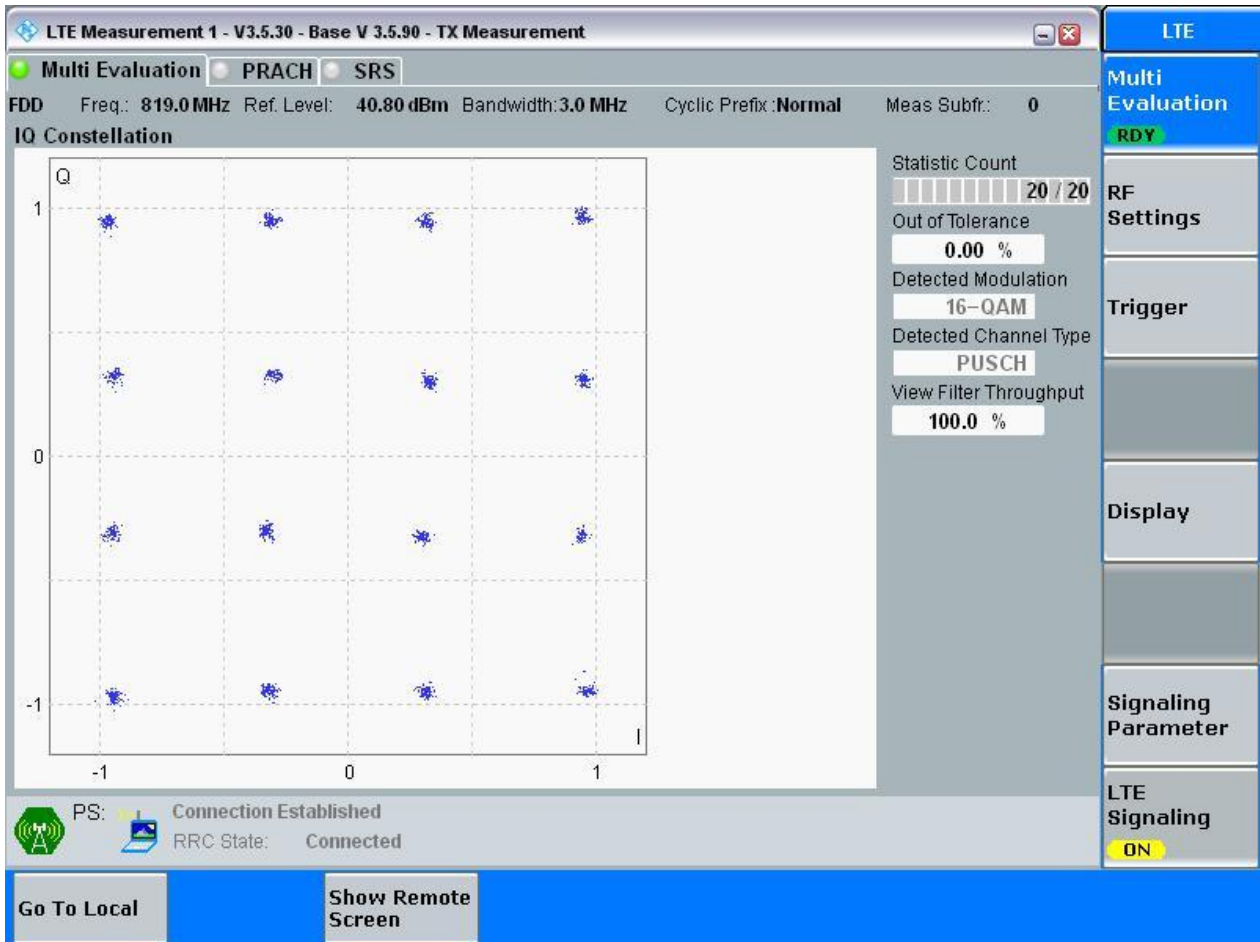 LTE Measurement 1 - V3.5.30 - Base V 3.5.90 - TX Measurement
LTE
Multi Evaluation PRACH SRS
FDD Freq.: 819.0 MHz Ref. Level: 40.80 dBm Bandwidth: 3.0 MHz Cyclic Prefix : Normal Meas Subfr.: 0
IQ Constellation
Q
1
0
-1
I
-1 0 1
Statistic Count
20 / 20
Out of Tolerance
0.00 %
Detected Modulation
16-QAM
Detected Channel Type
PUSCH
View Filter Throughput
100.0 %
Multi
Evaluation
RDY
RF
Settings
Trigger
Display
Signaling
Parameter
LTE
Signaling
ON
PS: Connection Established
RRC State: Connected
Go To Local
Show Remote
Screen